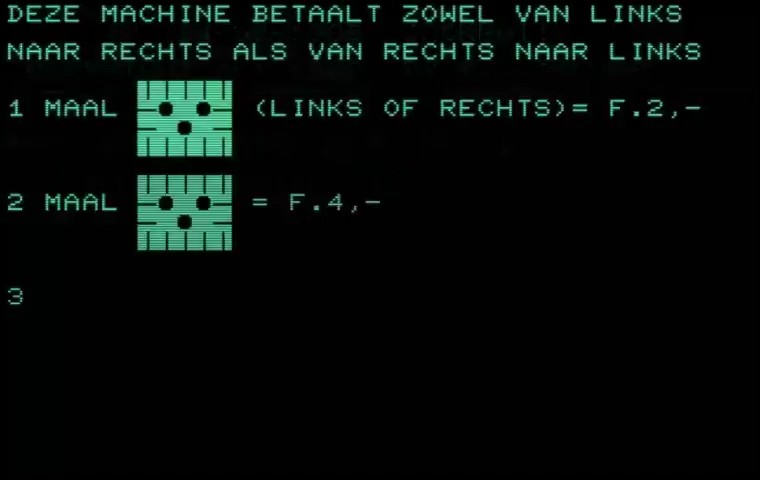 DEZE MACHINE BETAALT ZOWEL VAN LINKS
NAAR RECHTS ALS VAN RECHTS NAAR LINKS
1 MAAL (LINKS OF RECHTS)= F.2,-
2 MAAL = F.4,-
3